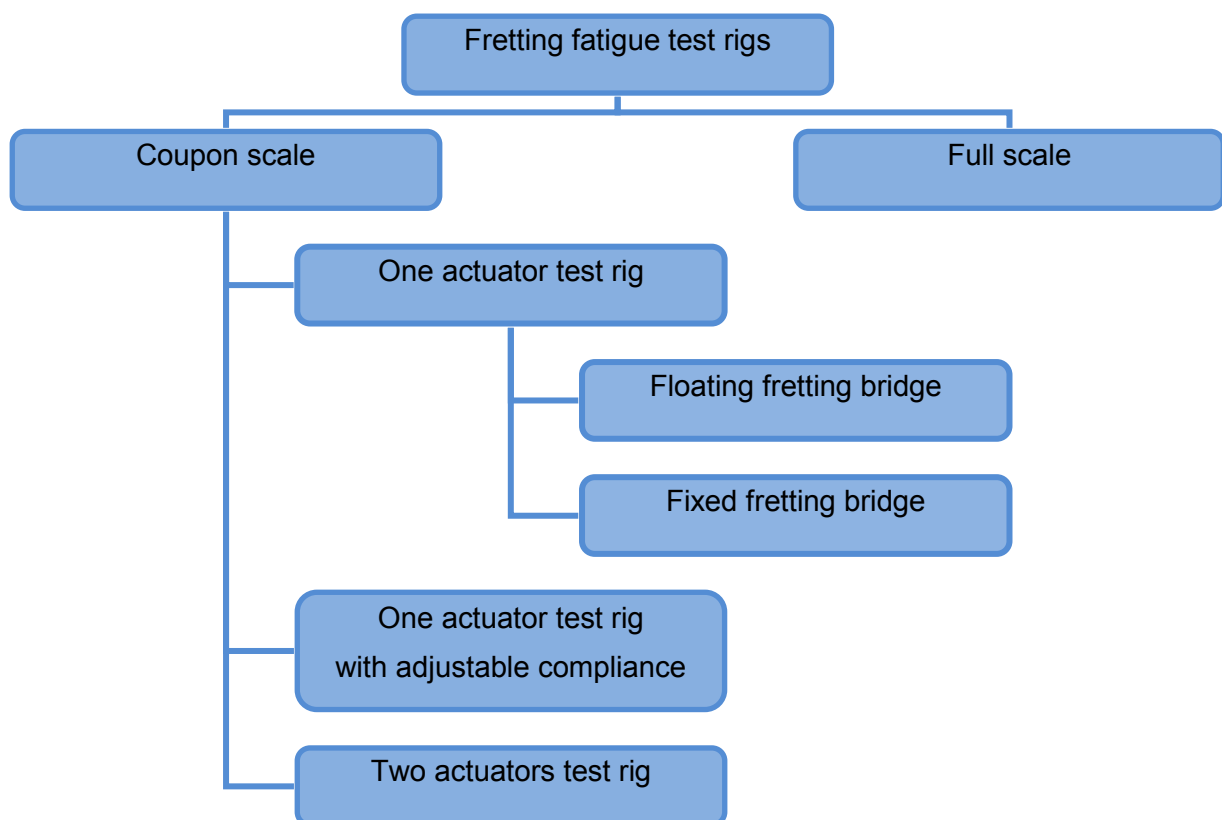 Fretting fatigue test rigs
Coupon scale
Full scale
One actuator test rig
Floating fretting bridge
Fixed fretting bridge
One actuator test rig
with adjustable compliance
Two actuators test rig